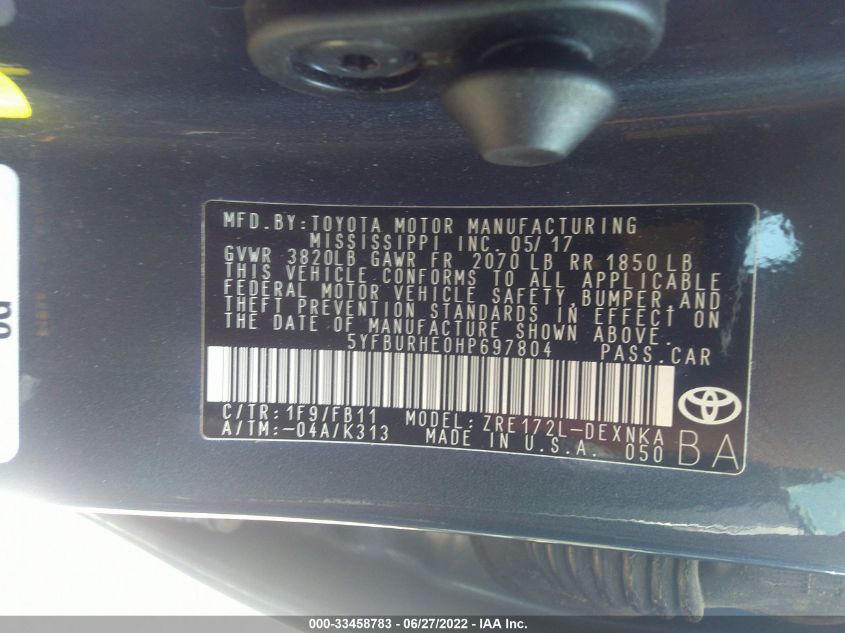 MFD.BY:TOYOTA MOTOR MANUFACTURING
MISSISSIPPI INC. 05/17
GVWR 3820LB GAWR FR 2070 LB RR 1850 LB
THIS VEHICLE CONFORMS TO ALL APPLICABLE
FEDERAL MOTOR VEHICLE SAFETY,BUMPER,AND
THEFT PREVENTION STANDARDS IN EFFECT ON
THE DATE OF MANUFACTURE SHOWN ABOVE.
5YFBURHE0HP697804 PASS.CAR
C/TR:1F9/FB11 MODEL:ZRE172L-DEXNKA
A/TM:-04A/K313 MADE IN U.S.A. 050 BA
000-33458783 - 06/27/2022 - IAA Inc.